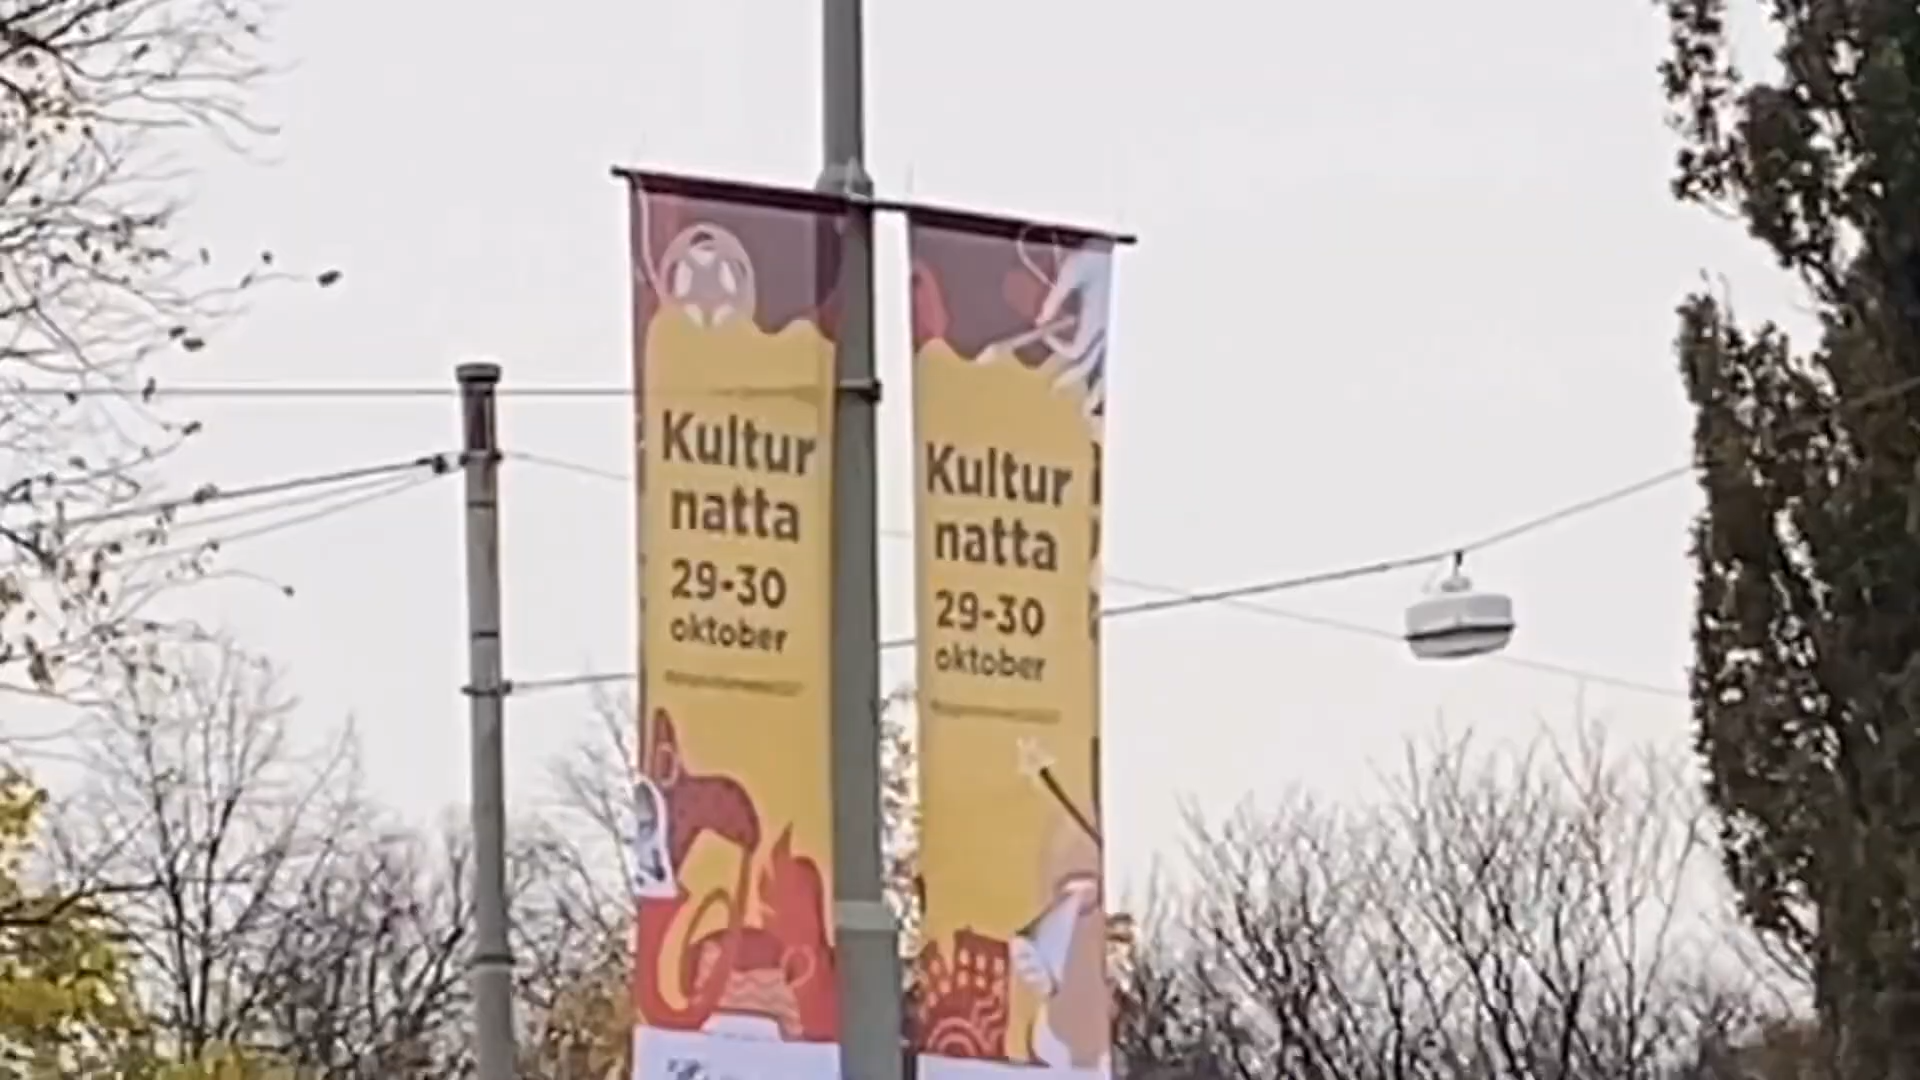 Kultur
natta
29-30
oktober
Kultur
natta
29-30
oktober